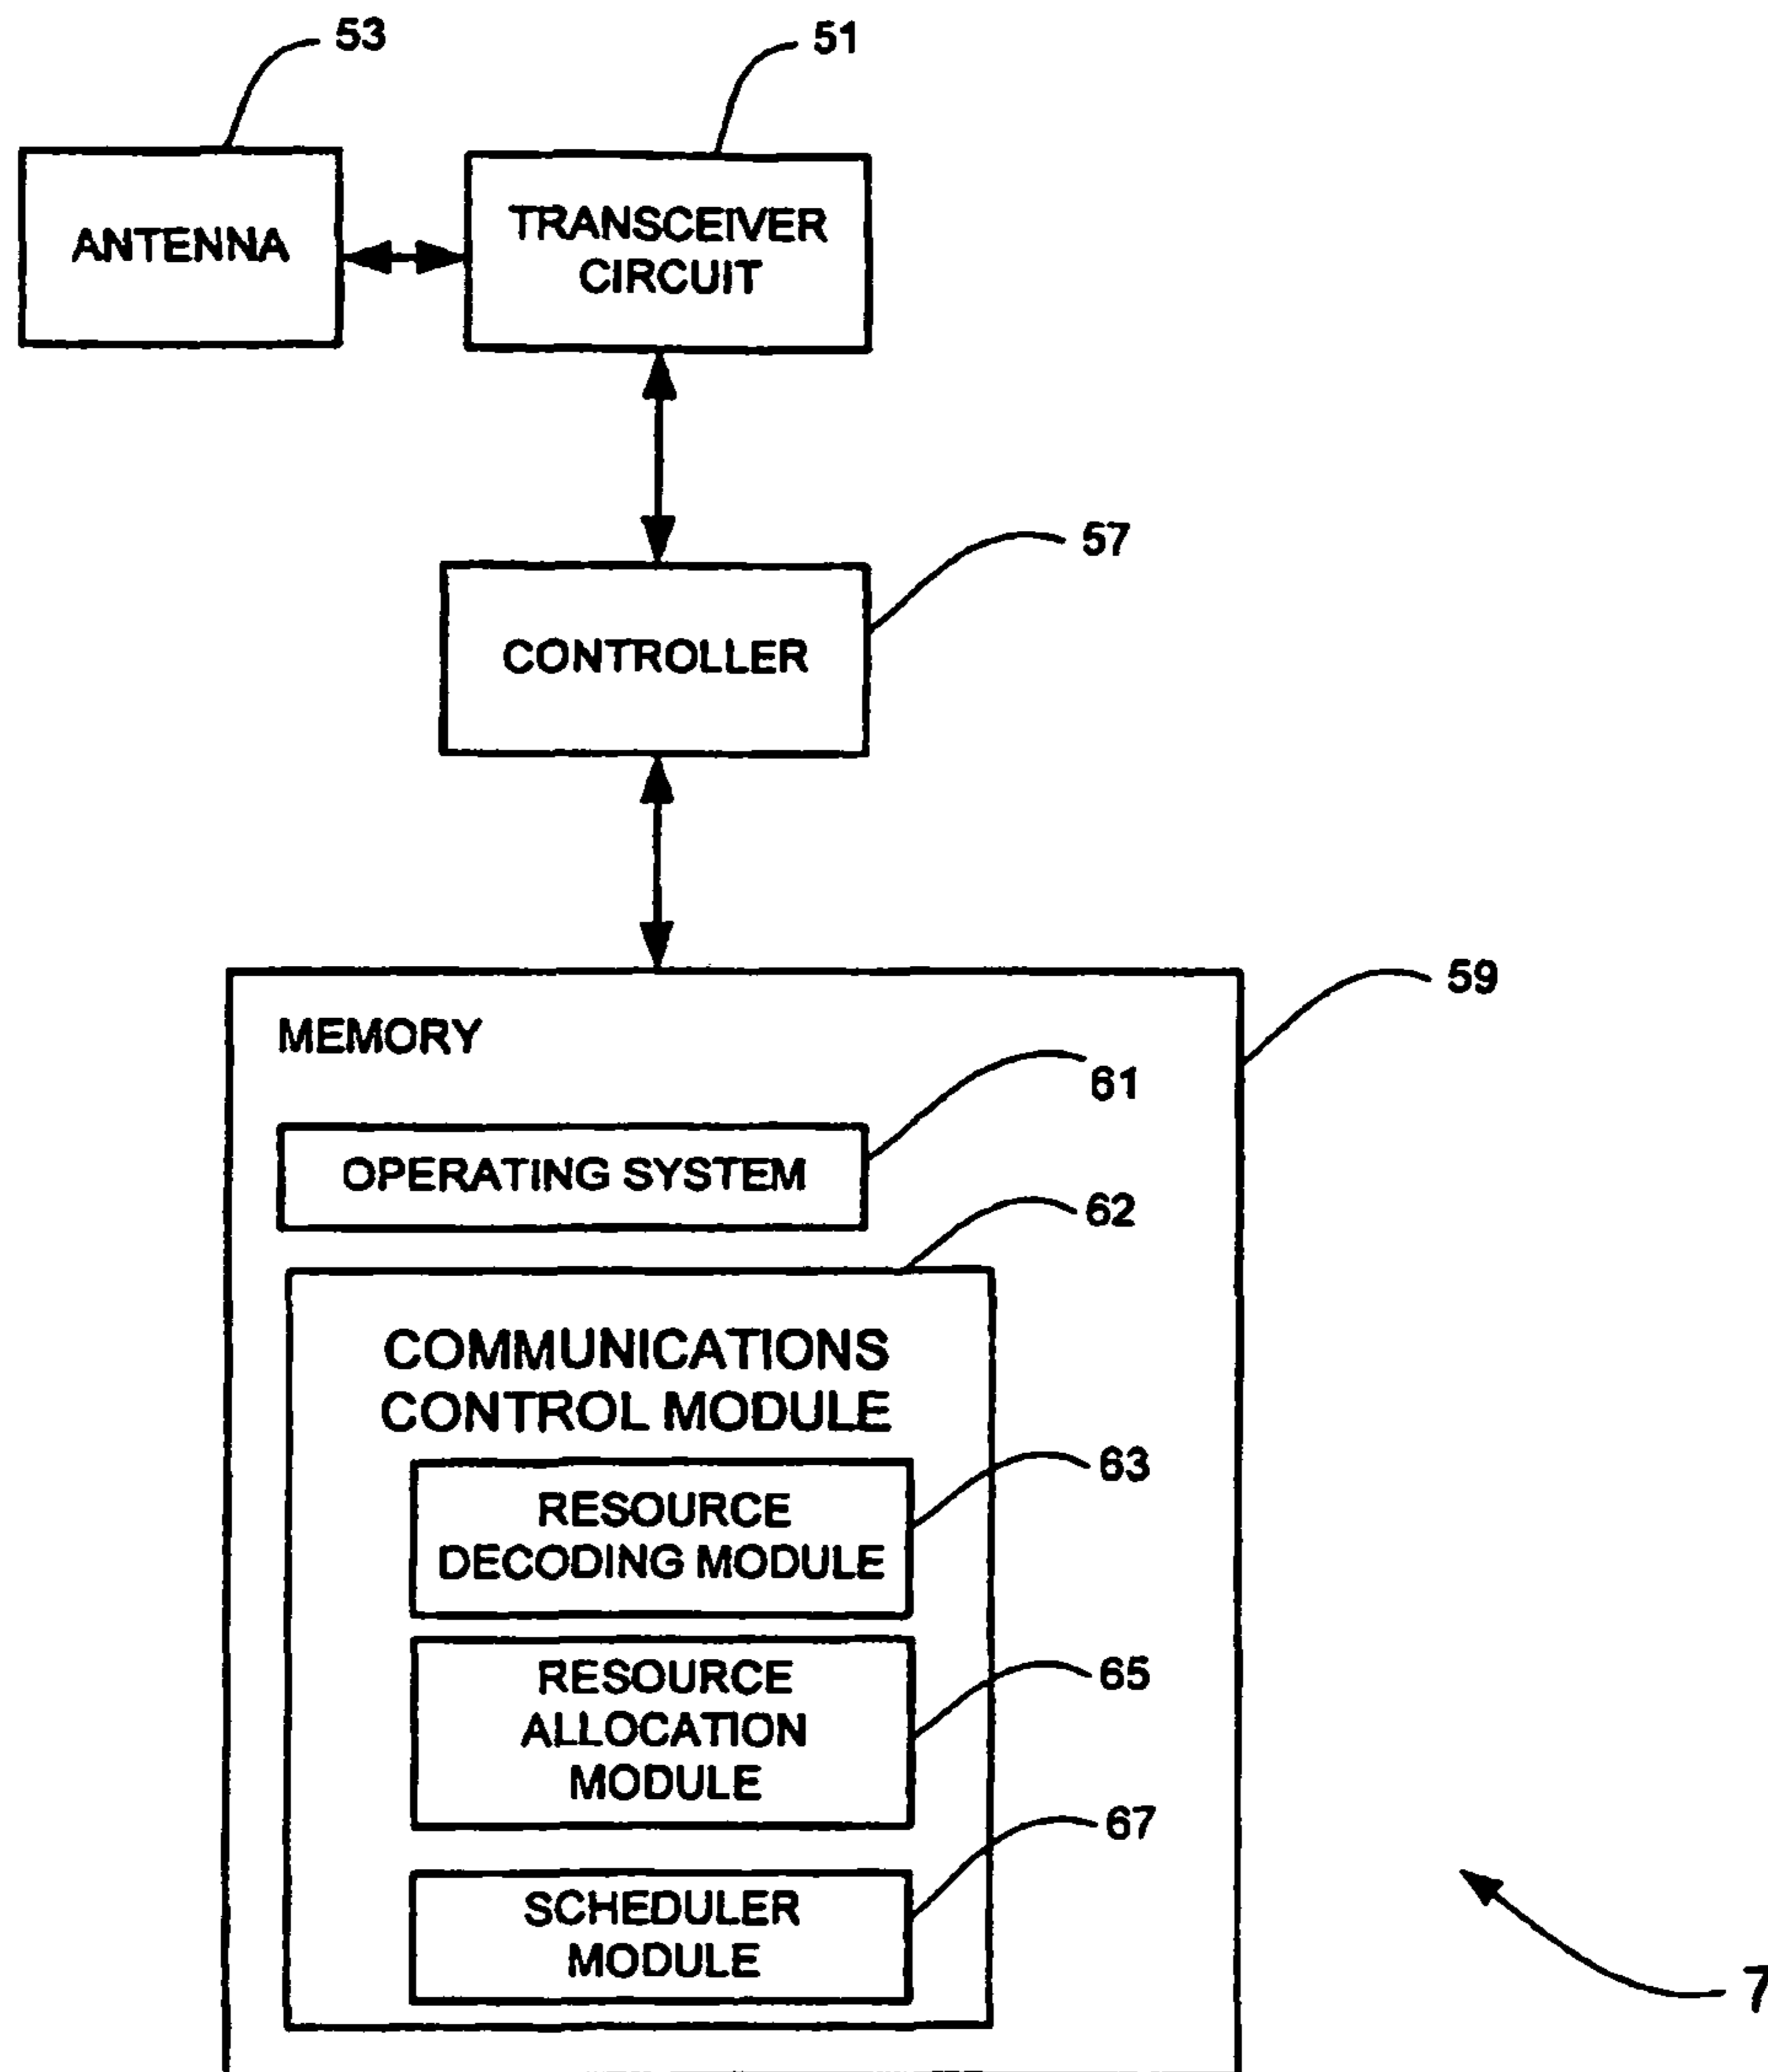 53
51
ANTENNA
TRANSCEIVER
CIRCUIT
57
CONTROLLER
59
MEMORY
61
OPERATING SYSTEM
62
COMMUNICATIONS
CONTROL MODULE
63
RESOURCE
DECODING MODULE
65
RESOURCE
ALLOCATION
MODULE
67
SCHEDULER
MODULE
7